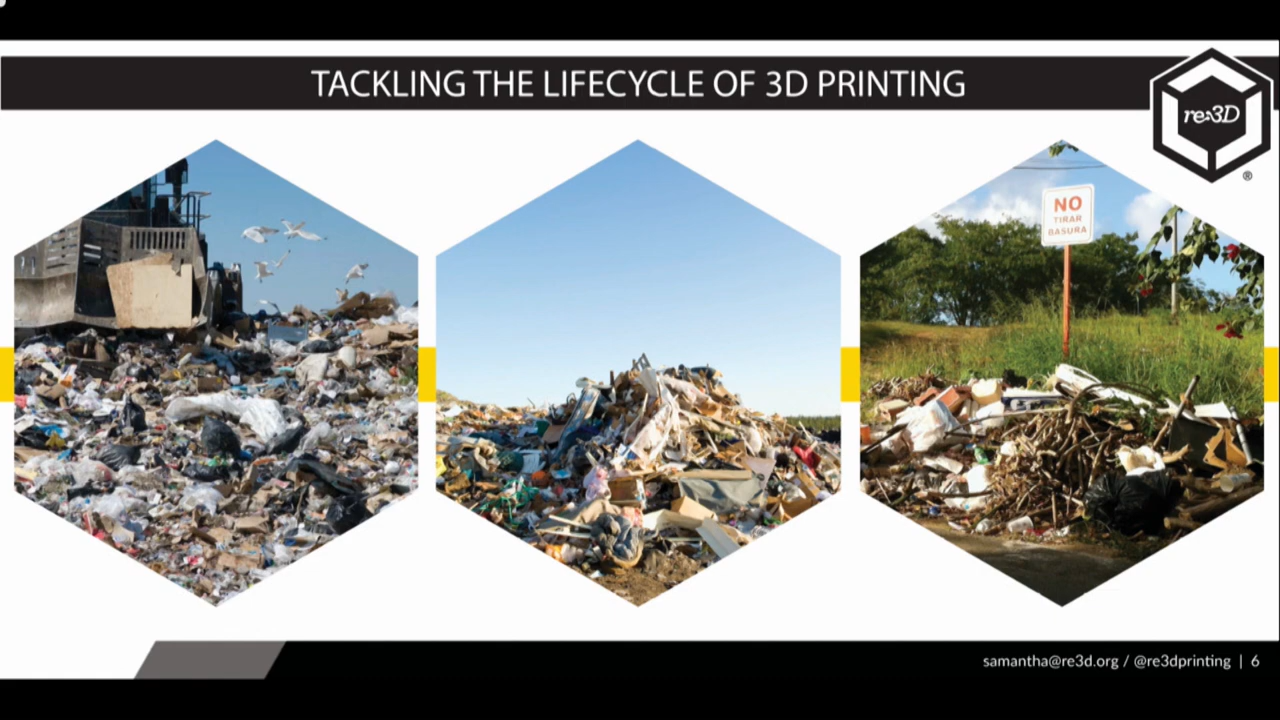 TACKLING THE LIFECYCLE OF 3D PRINTING
re:3D
®
NO
TIRAR
BASURA
samantha@re3d.org / @re3dprinting | 6